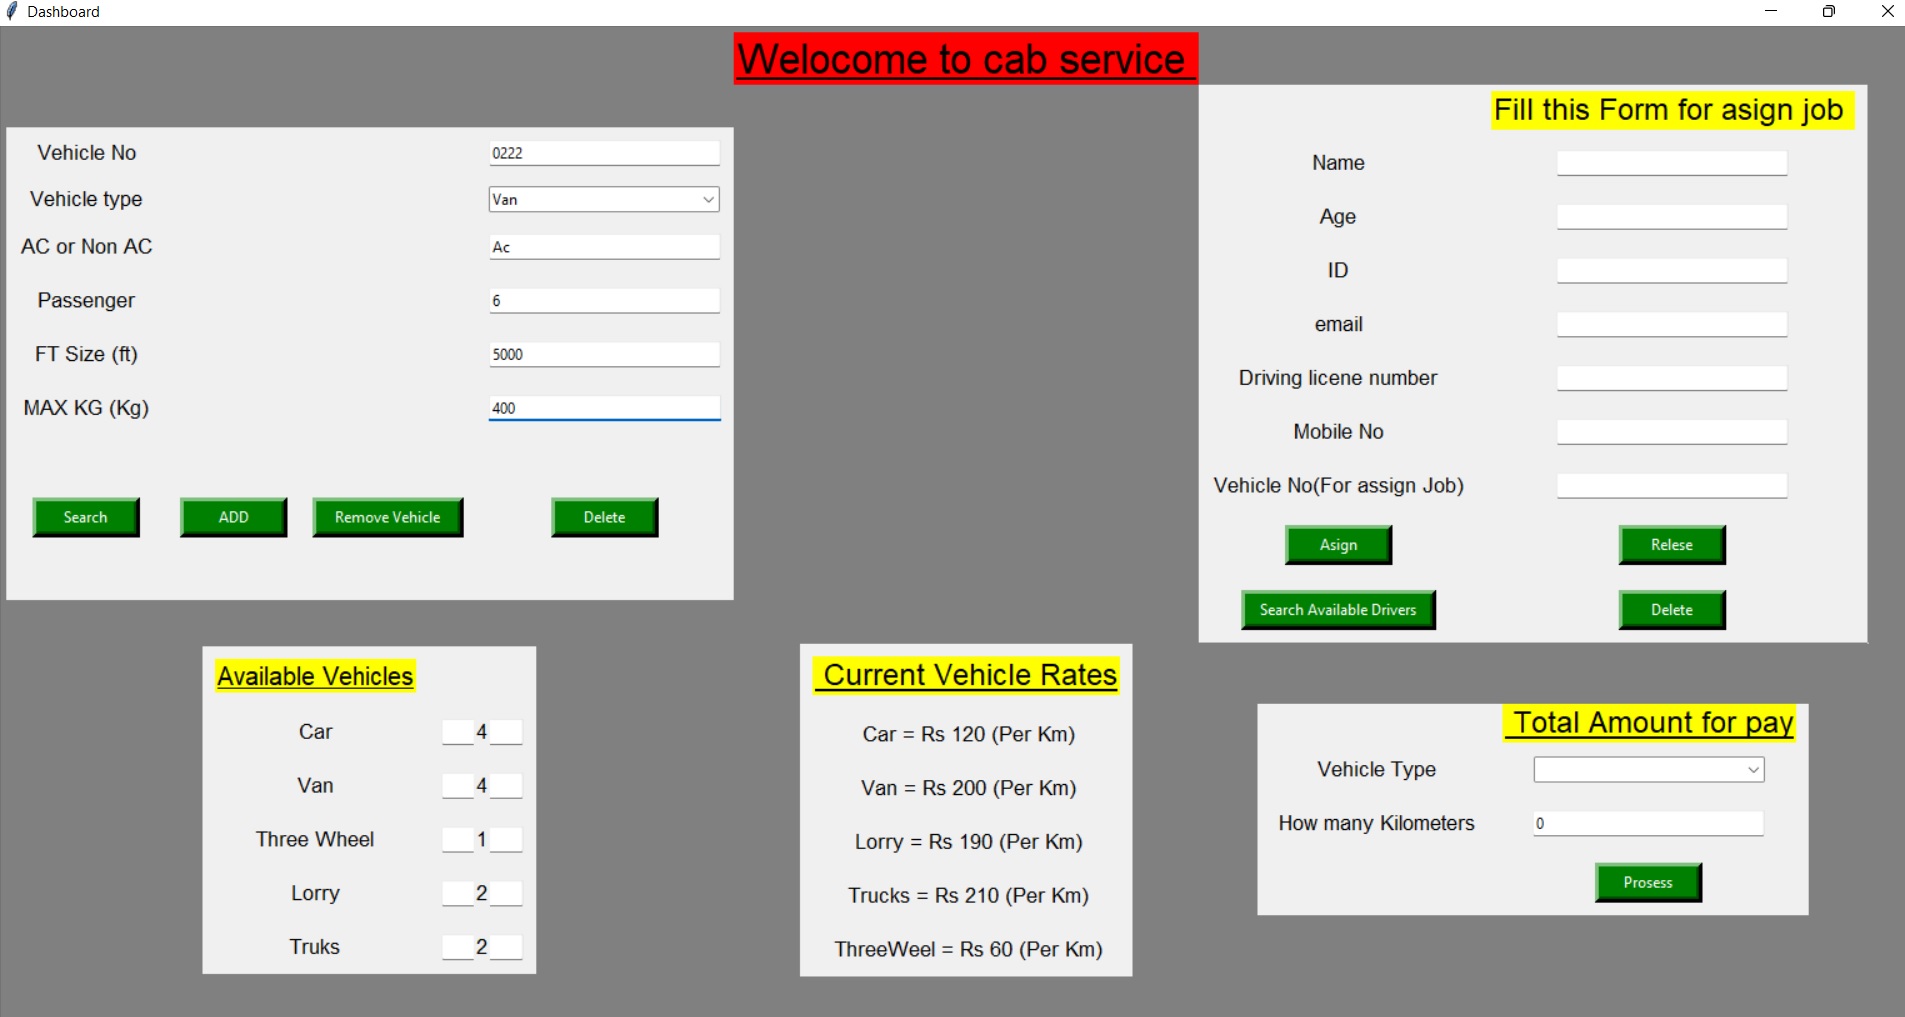 Dashboard
Welocome to cab service
Vehicle No 0222
Vehicle type Van
AC or Non AC Ac
Passenger 6
FT Size (ft) 5000
MAX KG (Kg) 400
Search ADD Remove Vehicle Delete
Fill this Form for asign job
Name
Age
ID
email
Driving licene number
Mobile No
Vehicle No(For assign Job)
Asign Relese
Search Available Drivers Delete
Available Vehicles
Car 4
Van 4
Three Wheel 1
Lorry 2
Truks 2
Current Vehicle Rates
Car = Rs 120 (Per Km)
Van = Rs 200 (Per Km)
Lorry = Rs 190 (Per Km)
Trucks = Rs 210 (Per Km)
ThreeWeel = Rs 60 (Per Km)
Total Amount for pay
Vehicle Type
How many Kilometers 0
Prosess